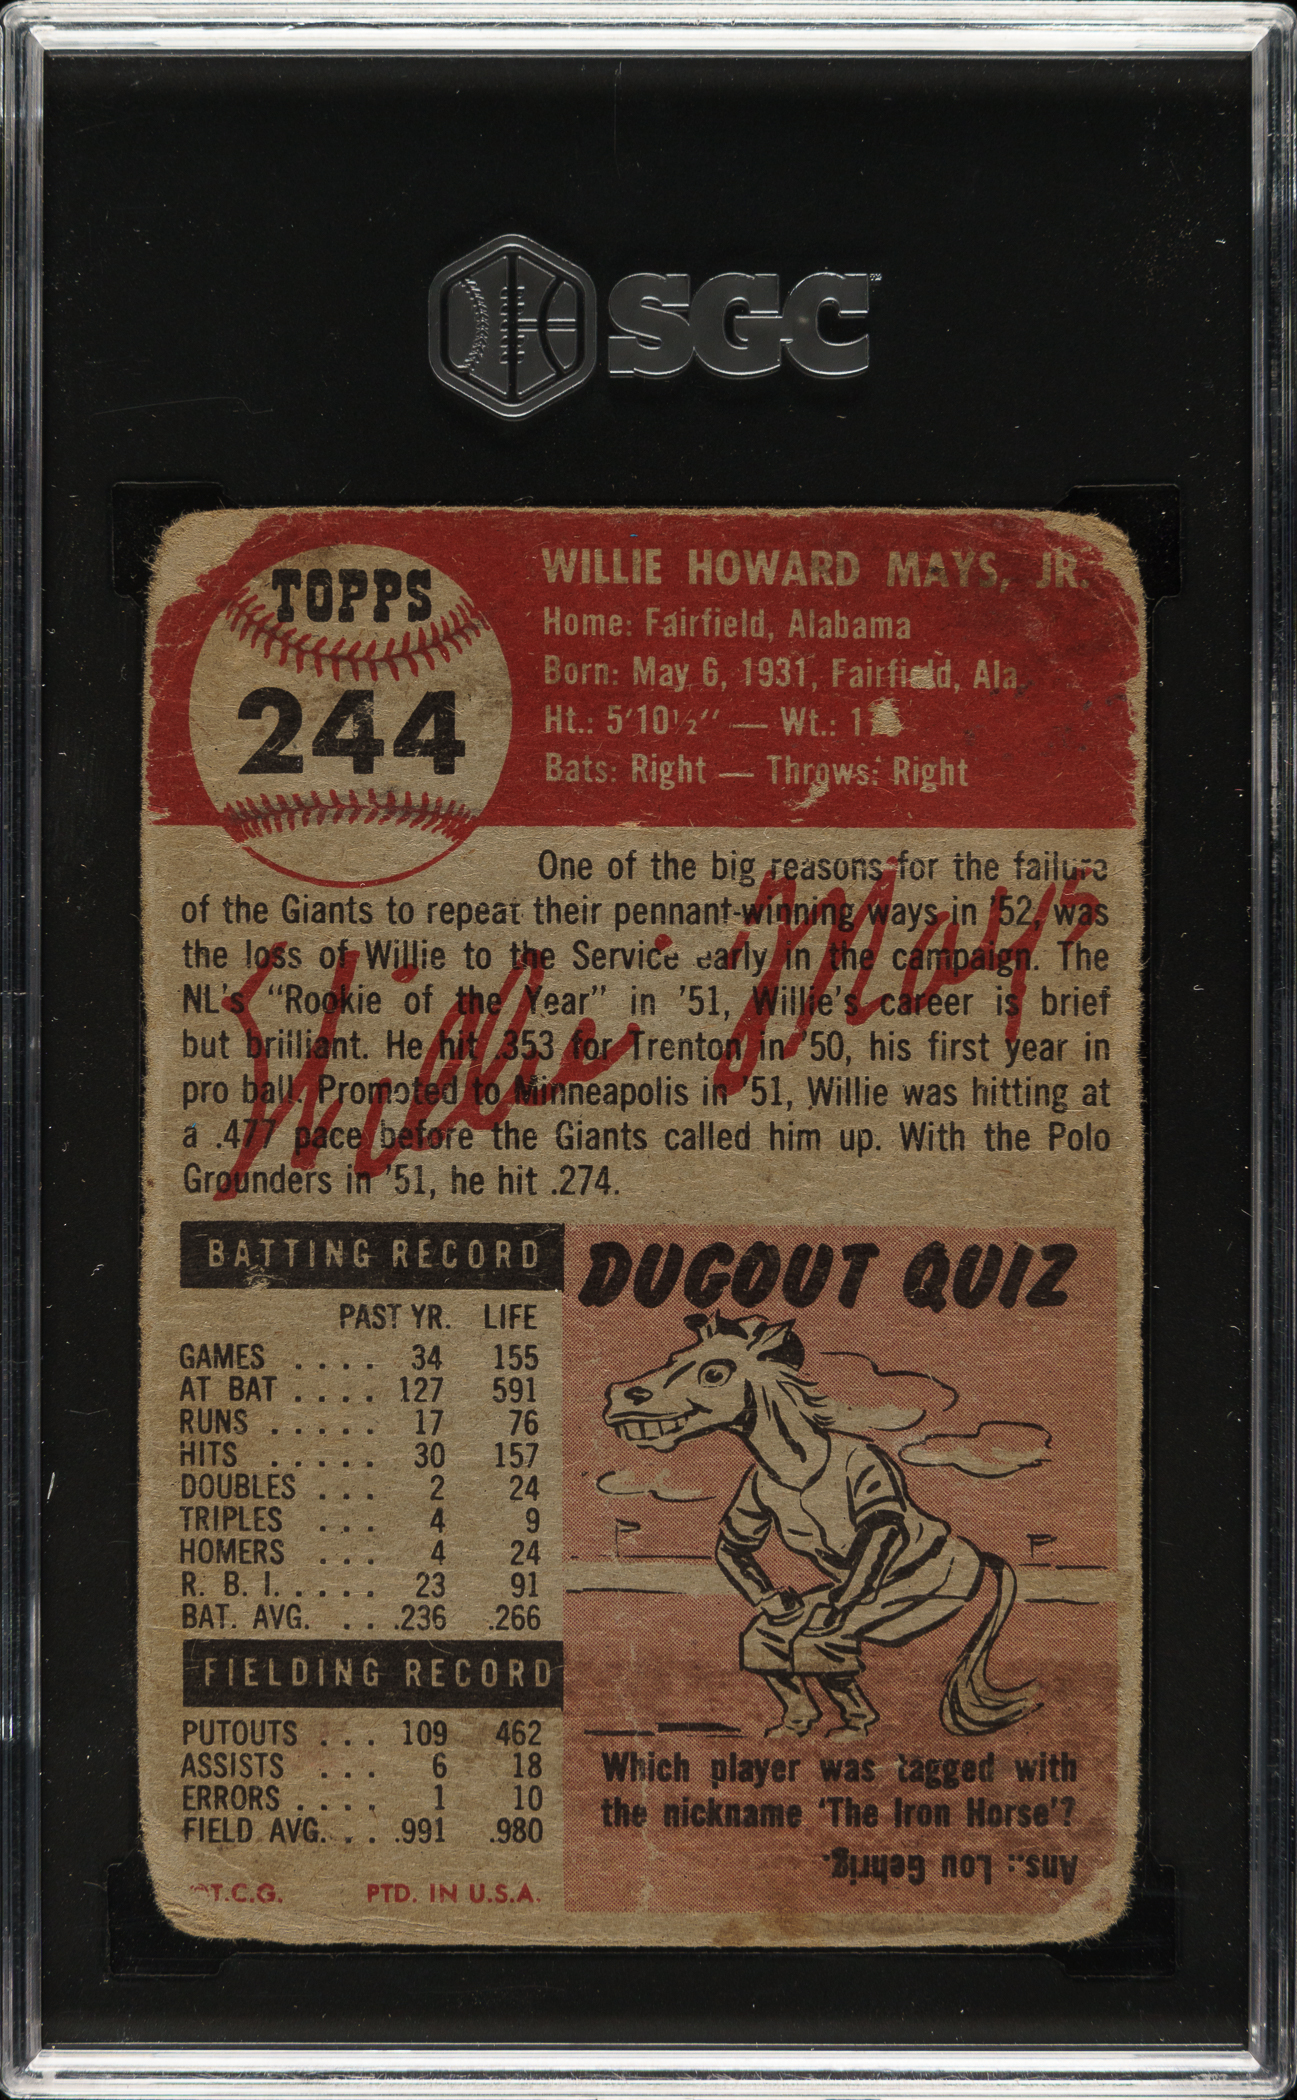 SGC
TOPPS
244
WILLIE HOWARD MAYS, JR.
Home: Fairfield, Alabama
Born: May 6, 1931, Fairfield, Ala.
Ht.: 5'10½" — Wt.: 1
Bats: Right — Throws: Right
One of the big reasons for the failure
of the Giants to repeat their pennant-winning ways in '52, was
the loss of Willie to the Service early in the campaign. The
NL's "Rookie of the Year" in '51, Willie's career is brief
but brilliant. He hit .353 for Trenton in '50, his first year in
pro ball. Promoted to Minneapolis in '51, Willie was hitting at
a .477 pace before the Giants called him up. With the Polo
Grounders in '51, he hit .274.
Willie Mays
BATTING RECORD
PAST YR. LIFE
GAMES .... 34 155
AT BAT .... 127 591
RUNS ..... 17 76
HITS ..... 30 157
DOUBLES ... 2 24
TRIPLES ... 4 9
HOMERS ... 4 24
R. B. I. .... 23 91
BAT. AVG. ... .236 .266
FIELDING RECORD
PUTOUTS ... 109 462
ASSISTS ... 6 18
ERRORS .... 1 10
FIELD AVG. .. .991 .980
©T.C.G. PTD. IN U.S.A.
DUGOUT QUIZ
Which player was tagged with
the nickname 'The Iron Horse'?
Ans.: Lou Gehrig.